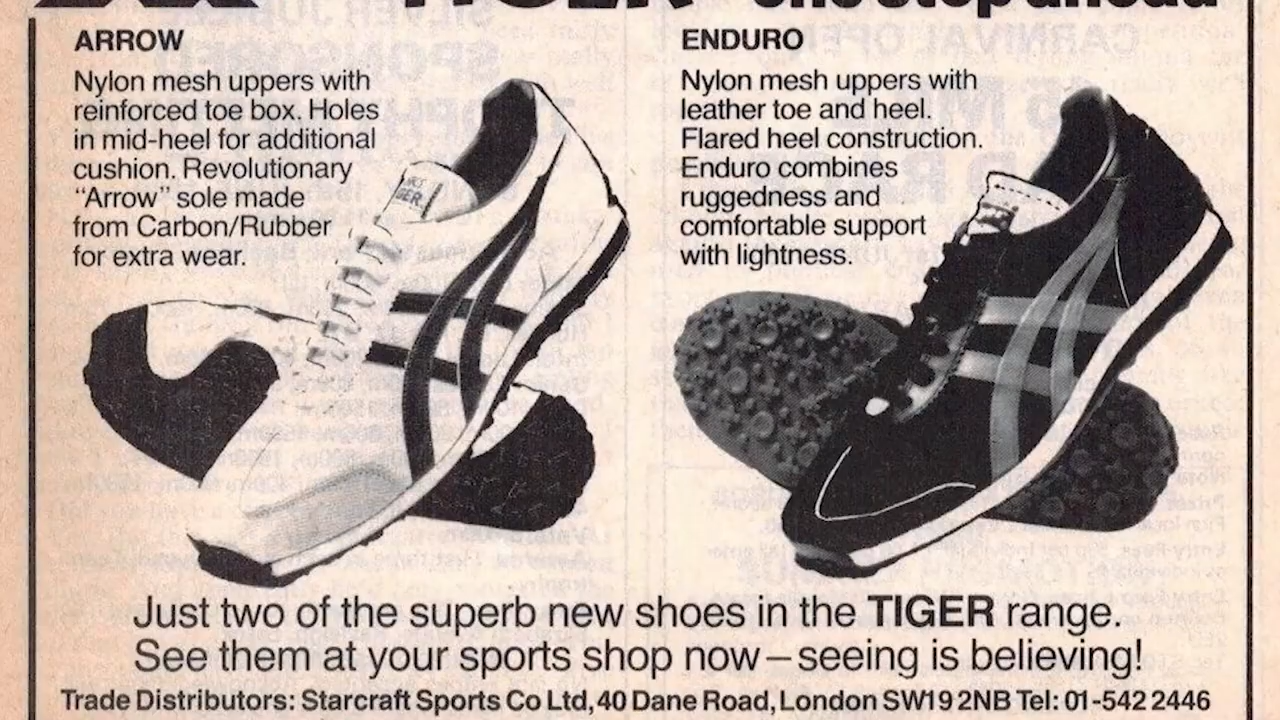 TIGER one step ahead
ARROW
Nylon mesh uppers with
reinforced toe box. Holes
in mid-heel for additional
cushion. Revolutionary
“Arrow” sole made
from Carbon/Rubber
for extra wear.
ENDURO
Nylon mesh uppers with
leather toe and heel.
Flared heel construction.
Enduro combines
ruggedness and
comfortable support
with lightness.
Just two of the superb new shoes in the TIGER range.
See them at your sports shop now – seeing is believing!
Trade Distributors: Starcraft Sports Co Ltd, 40 Dane Road, London SW19 2NB Tel: 01-542 2446